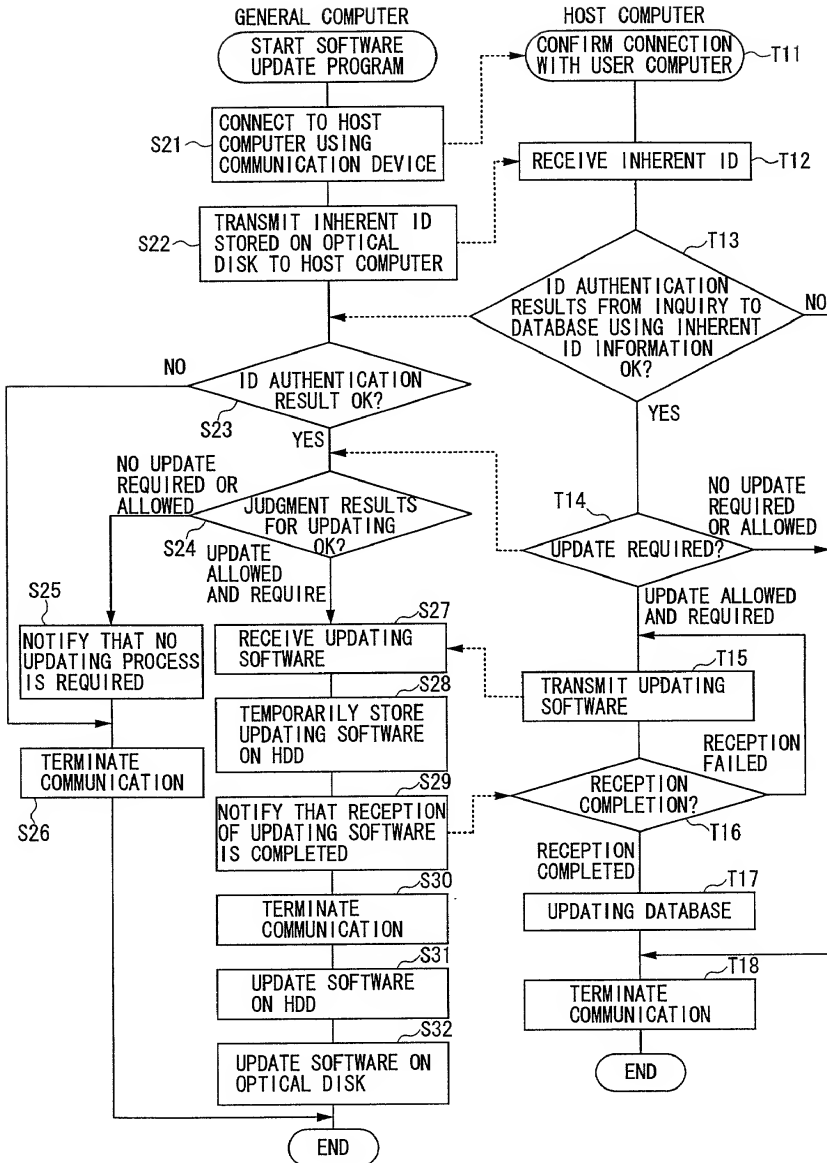 GENERAL COMPUTER
START SOFTWARE
UPDATE PROGRAM
S21
CONNECT TO HOST
COMPUTER USING
COMMUNICATION DEVICE
S22
TRANSMIT INHERENT ID
STORED ON OPTICAL
DISK TO HOST COMPUTER
NO
ID AUTHENTICATION
RESULT OK?
S23
YES
NO UPDATE
REQUIRED OR
ALLOWED
JUDGMENT RESULTS
FOR UPDATING
OK?
S24
UPDATE
ALLOWED
AND REQUIRE
S25
NOTIFY THAT NO
UPDATING PROCESS
IS REQUIRED
TERMINATE
COMMUNICATION
S26
S27
RECEIVE UPDATING
SOFTWARE
S28
TEMPORARILY STORE
UPDATING SOFTWARE
ON HDD
S29
NOTIFY THAT RECEPTION
OF UPDATING SOFTWARE
IS COMPLETED
S30
TERMINATE
COMMUNICATION
S31
UPDATE SOFTWARE
ON HDD
S32
UPDATE SOFTWARE ON
OPTICAL DISK
END
HOST COMPUTER
CONFIRM CONNECTION
WITH USER COMPUTER
T11
RECEIVE INHERENT ID
T12
T13
ID AUTHENTICATION
RESULTS FROM INQUIRY TO
DATABASE USING INHERENT
ID INFORMATION
OK?
NO
YES
T14
UPDATE REQUIRED?
NO UPDATE
REQUIRED
OR ALLOWED
UPDATE ALLOWED
AND REQUIRED
T15
TRANSMIT UPDATING
SOFTWARE
RECEPTION
FAILED
RECEPTION
COMPLETION?
T16
RECEPTION
COMPLETED
T17
UPDATING DATABASE
T18
TERMINATE
COMMUNICATION
END